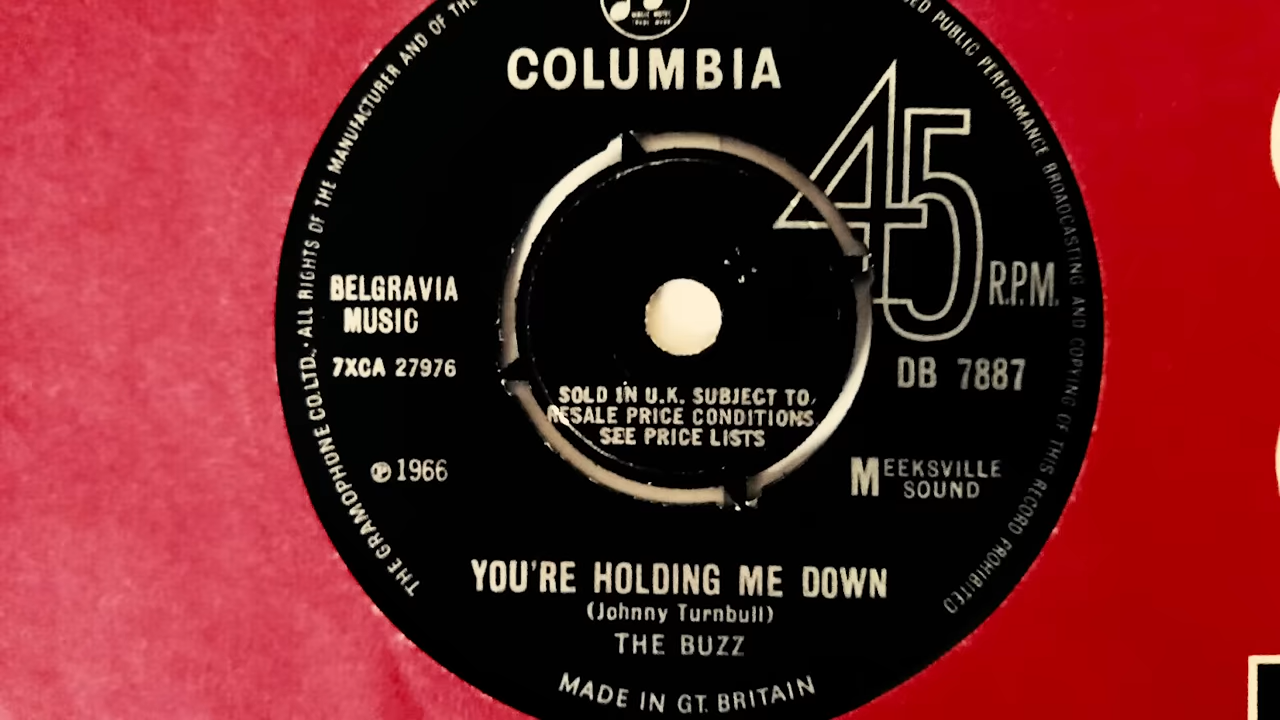 COLUMBIA
45
R.P.M.
BELGRAVIA
MUSIC
7XCA 27976
DB 7887
SOLD IN U.K. SUBJECT TO
RESALE PRICE CONDITIONS,
SEE PRICE LISTS
℗ 1966
MEEKSVILLE
SOUND
YOU'RE HOLDING ME DOWN
(Johnny Turnbull)
THE BUZZ
MADE IN GT. BRITAIN
THE GRAMOPHONE CO.LTD. · ALL RIGHTS OF THE MANUFACTURER AND OF THE
PUBLIC PERFORMANCE BROADCASTING AND COPYING OF THIS RECORD PROHIBITED